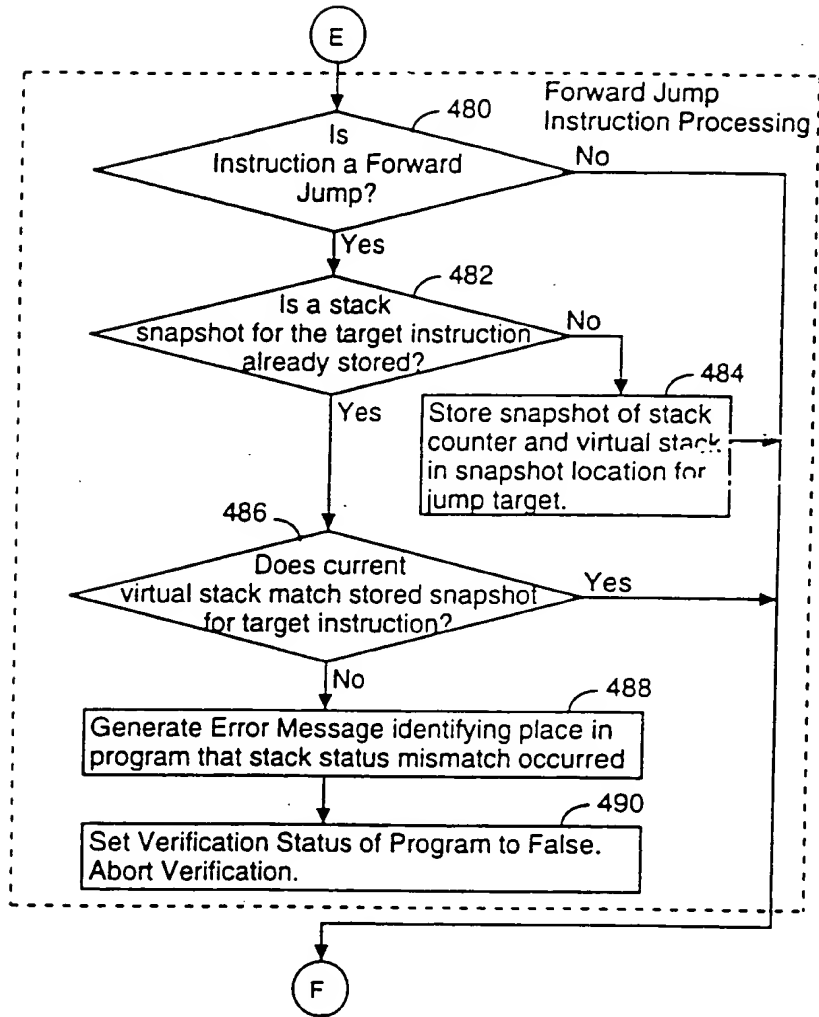 E
Forward Jump
Instruction Processing
480
Is
Instruction a Forward
Jump?
No
Yes
482
Is a stack
snapshot for the target instruction
already stored?
No
484
Yes
Store snapshot of stack
counter and virtual stack
in snapshot location for
jump target.
486
Does current
virtual stack match stored snapshot
for target instruction?
Yes
No
488
Generate Error Message identifying place in
program that stack status mismatch occurred
490
Set Verification Status of Program to False.
Abort Verification.
F